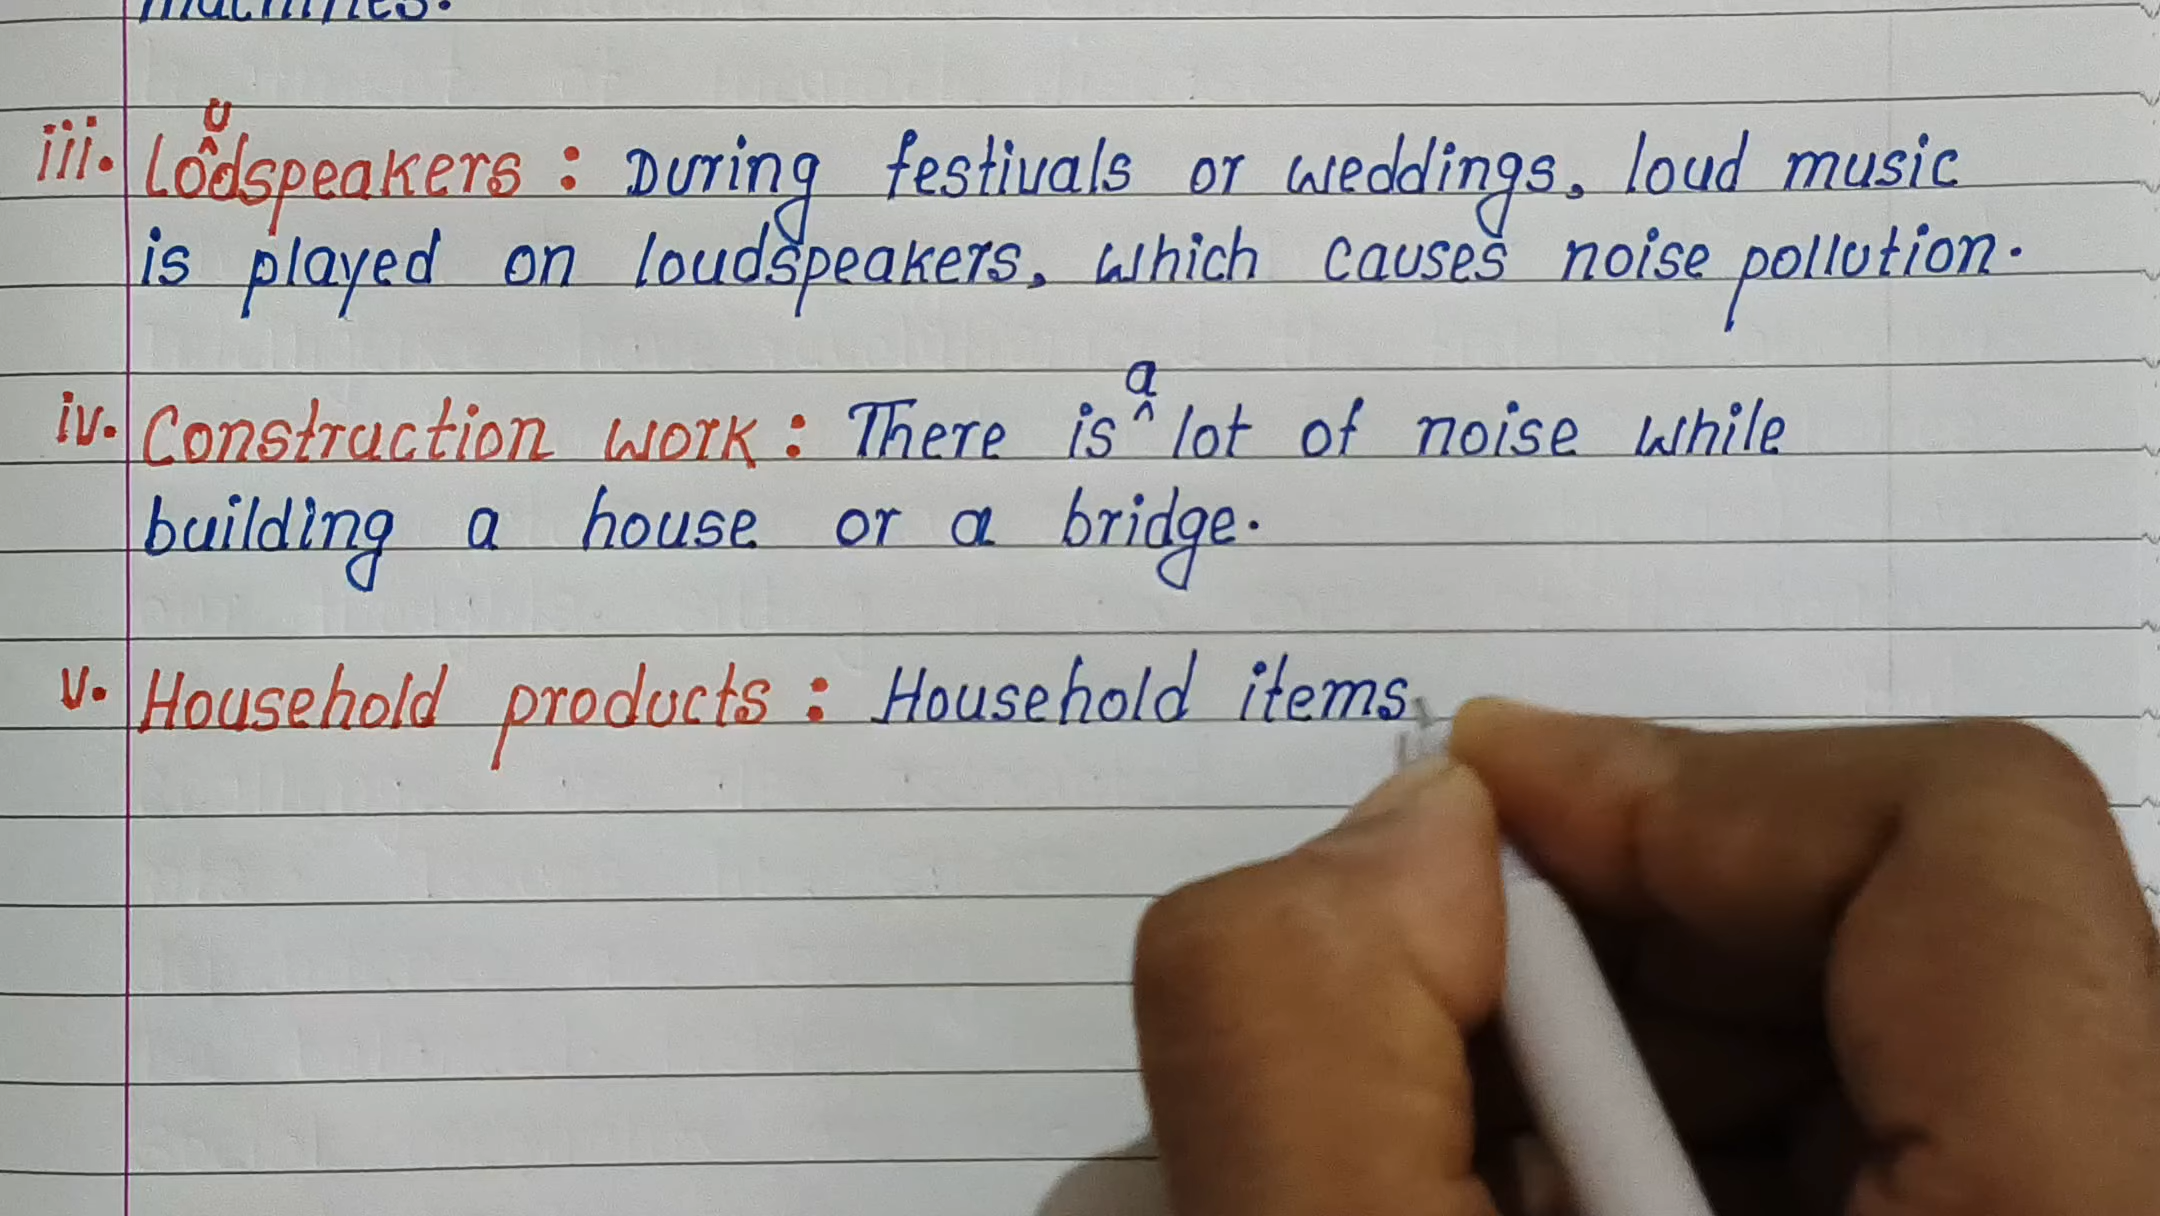 machines.
iii. Loudspeakers : During festivals or weddings, loud music
is played on loudspeakers, which causes noise pollution.
iv. Construction work : There is a lot of noise while
building a house or a bridge.
v. Household products : Household items